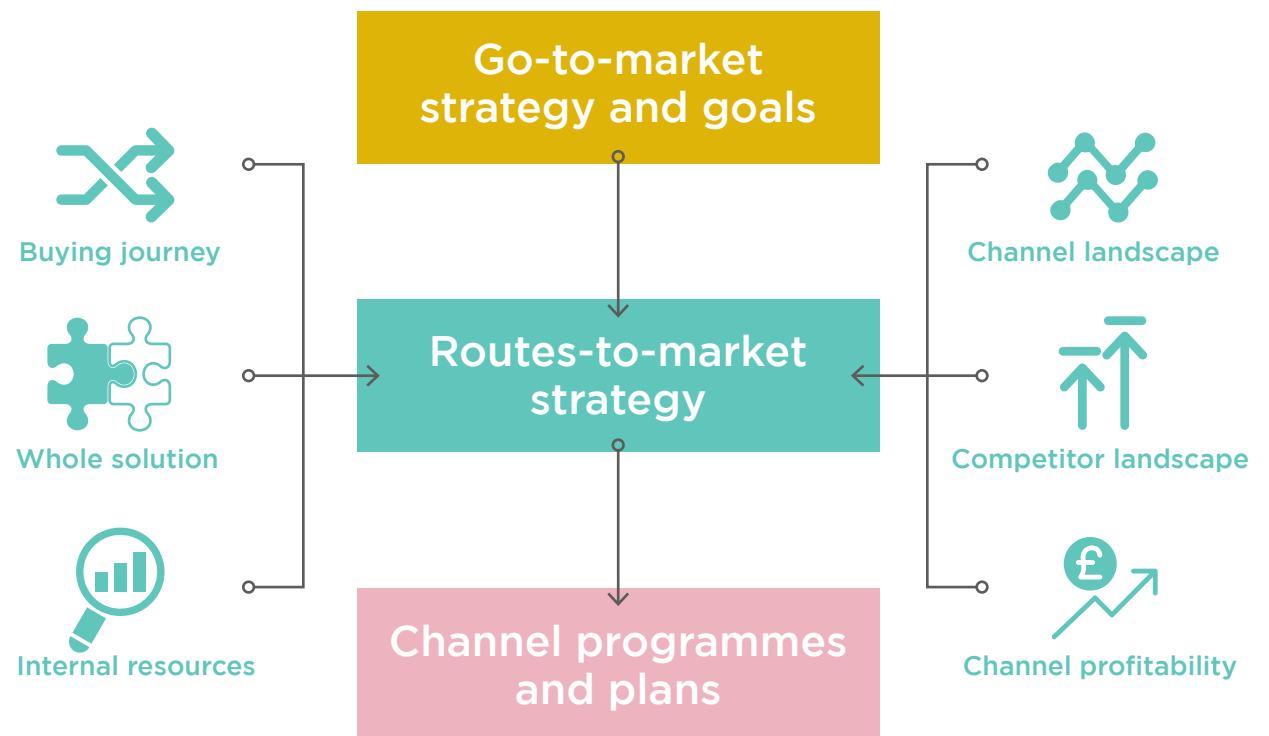 Go-to-market
strategy and goals
Buying journey
Channel landscape
Routes-to-market
strategy
Whole solution
Competitor landscape
£
Channel programmes
and plans
Internal resources
Channel profitability